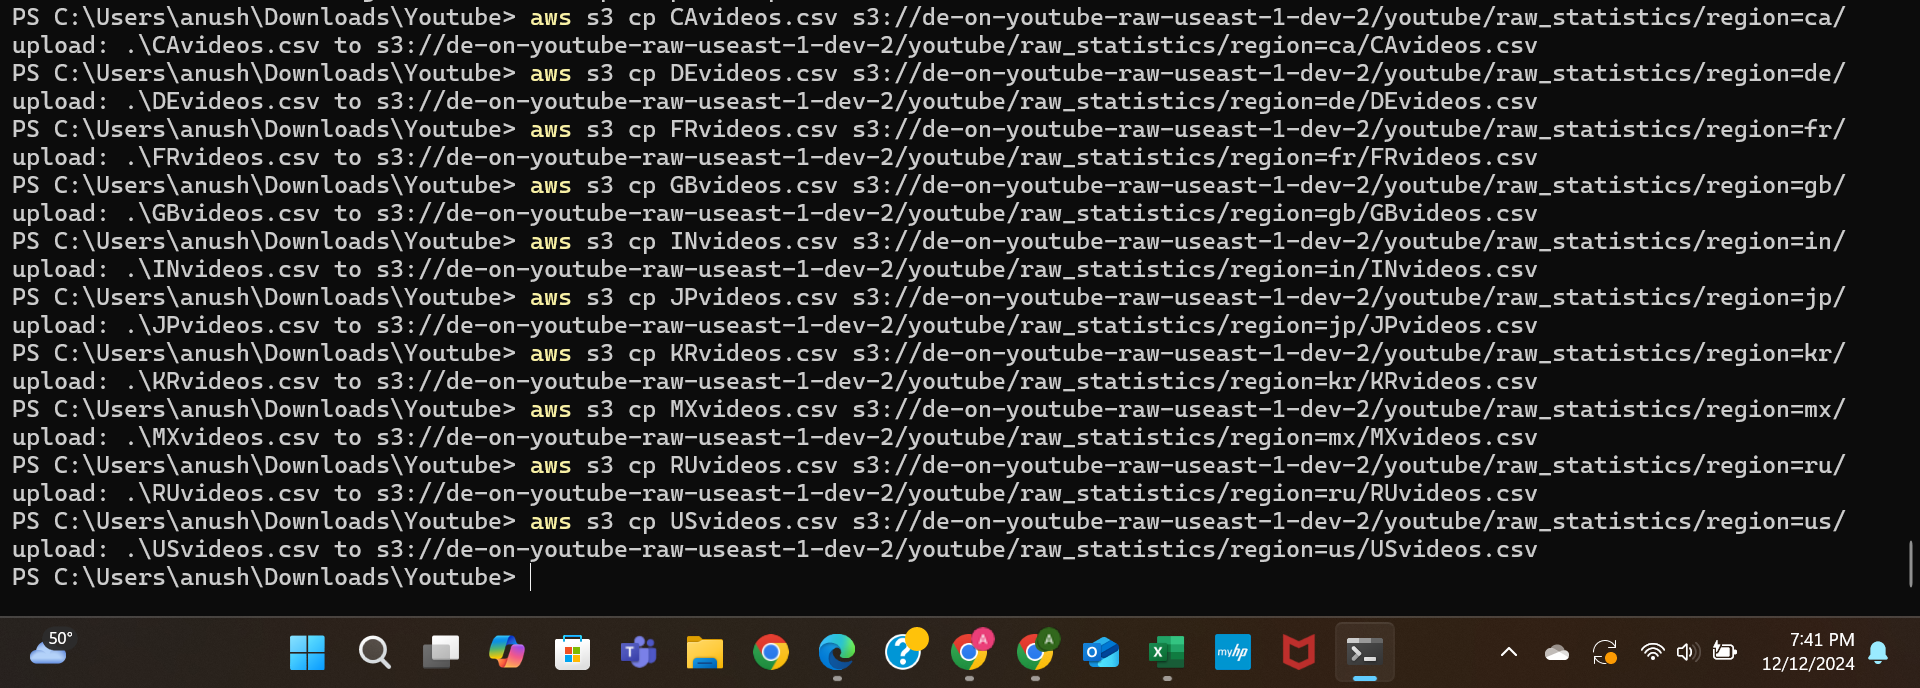 PS C:\Users\anush\Downloads\Youtube> aws s3 cp CAvideos.csv s3://de-on-youtube-raw-useast-1-dev-2/youtube/raw_statistics/region=ca/
upload: .\CAvideos.csv to s3://de-on-youtube-raw-useast-1-dev-2/youtube/raw_statistics/region=ca/CAvideos.csv
PS C:\Users\anush\Downloads\Youtube> aws s3 cp DEvideos.csv s3://de-on-youtube-raw-useast-1-dev-2/youtube/raw_statistics/region=de/
upload: .\DEvideos.csv to s3://de-on-youtube-raw-useast-1-dev-2/youtube/raw_statistics/region=de/DEvideos.csv
PS C:\Users\anush\Downloads\Youtube> aws s3 cp FRvideos.csv s3://de-on-youtube-raw-useast-1-dev-2/youtube/raw_statistics/region=fr/
upload: .\FRvideos.csv to s3://de-on-youtube-raw-useast-1-dev-2/youtube/raw_statistics/region=fr/FRvideos.csv
PS C:\Users\anush\Downloads\Youtube> aws s3 cp GBvideos.csv s3://de-on-youtube-raw-useast-1-dev-2/youtube/raw_statistics/region=gb/
upload: .\GBvideos.csv to s3://de-on-youtube-raw-useast-1-dev-2/youtube/raw_statistics/region=gb/GBvideos.csv
PS C:\Users\anush\Downloads\Youtube> aws s3 cp INvideos.csv s3://de-on-youtube-raw-useast-1-dev-2/youtube/raw_statistics/region=in/
upload: .\INvideos.csv to s3://de-on-youtube-raw-useast-1-dev-2/youtube/raw_statistics/region=in/INvideos.csv
PS C:\Users\anush\Downloads\Youtube> aws s3 cp JPvideos.csv s3://de-on-youtube-raw-useast-1-dev-2/youtube/raw_statistics/region=jp/
upload: .\JPvideos.csv to s3://de-on-youtube-raw-useast-1-dev-2/youtube/raw_statistics/region=jp/JPvideos.csv
PS C:\Users\anush\Downloads\Youtube> aws s3 cp KRvideos.csv s3://de-on-youtube-raw-useast-1-dev-2/youtube/raw_statistics/region=kr/
upload: .\KRvideos.csv to s3://de-on-youtube-raw-useast-1-dev-2/youtube/raw_statistics/region=kr/KRvideos.csv
PS C:\Users\anush\Downloads\Youtube> aws s3 cp MXvideos.csv s3://de-on-youtube-raw-useast-1-dev-2/youtube/raw_statistics/region=mx/
upload: .\MXvideos.csv to s3://de-on-youtube-raw-useast-1-dev-2/youtube/raw_statistics/region=mx/MXvideos.csv
PS C:\Users\anush\Downloads\Youtube> aws s3 cp RUvideos.csv s3://de-on-youtube-raw-useast-1-dev-2/youtube/raw_statistics/region=ru/
upload: .\RUvideos.csv to s3://de-on-youtube-raw-useast-1-dev-2/youtube/raw_statistics/region=ru/RUvideos.csv
PS C:\Users\anush\Downloads\Youtube> aws s3 cp USvideos.csv s3://de-on-youtube-raw-useast-1-dev-2/youtube/raw_statistics/region=us/
upload: .\USvideos.csv to s3://de-on-youtube-raw-useast-1-dev-2/youtube/raw_statistics/region=us/USvideos.csv
PS C:\Users\anush\Downloads\Youtube>
50°
T
?
A
A
O
X
myhp
7:41 PM
12/12/2024